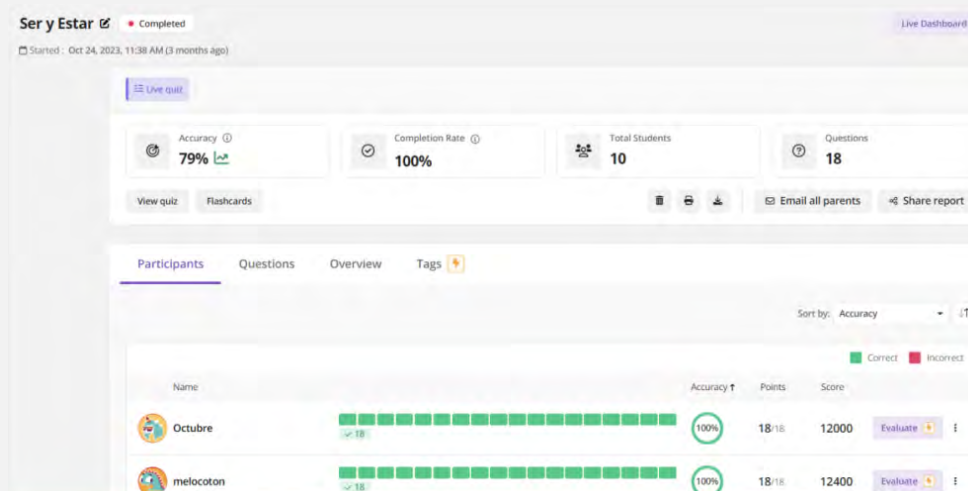 Ser y Estar Completed Live Dashboard
Started : Oct 24, 2023, 11:38 AM (3 months ago)
Live quiz
Accuracy Completion Rate Total Students Questions
79% 100% 10 18
View quiz Flashcards Email all parents Share report
Participants Questions Overview Tags
Sort by: Accuracy
Correct Incorrect
Name Accuracy Points Score
Octubre 18 100% 18/18 12000 Evaluate
melocoton 18 100% 18/18 12400 Evaluate